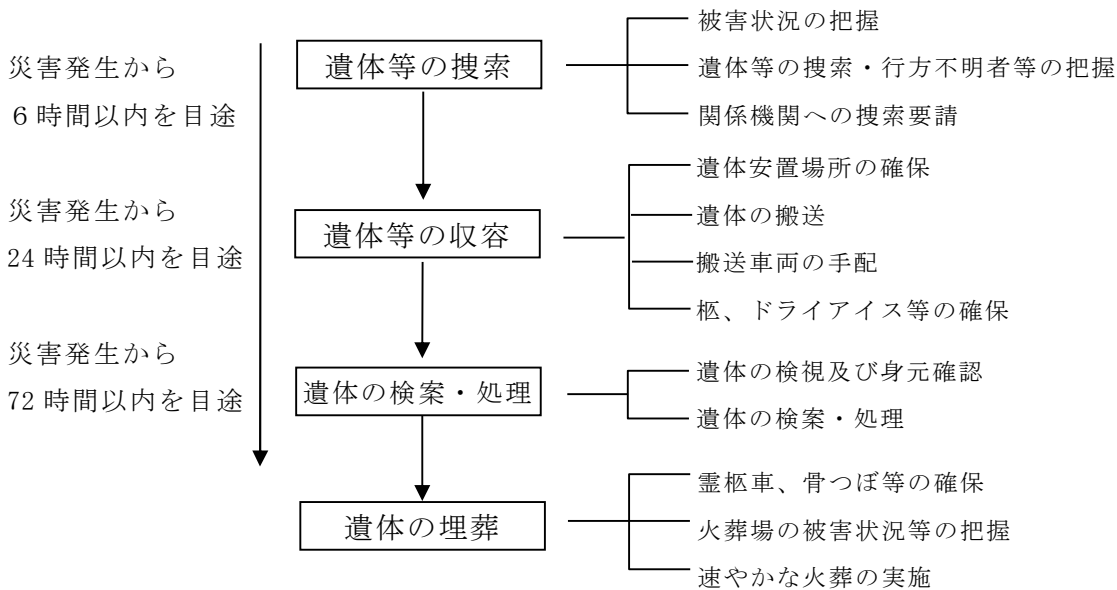 災害発生から
６時間以内を目途
災害発生から
24 時間以内を目途
災害発生から
72 時間以内を目途
遺体等の捜索
被害状況の把握
遺体等の捜索・行方不明者等の把握
関係機関への捜索要請
遺体等の収容
遺体安置場所の確保
遺体の搬送
搬送車両の手配
柩、ドライアイス等の確保
遺体の検案・処理
遺体の検視及び身元確認
遺体の検案・処理
遺体の埋葬
霊柩車、骨つぼ等の確保
火葬場の被害状況等の把握
速やかな火葬の実施